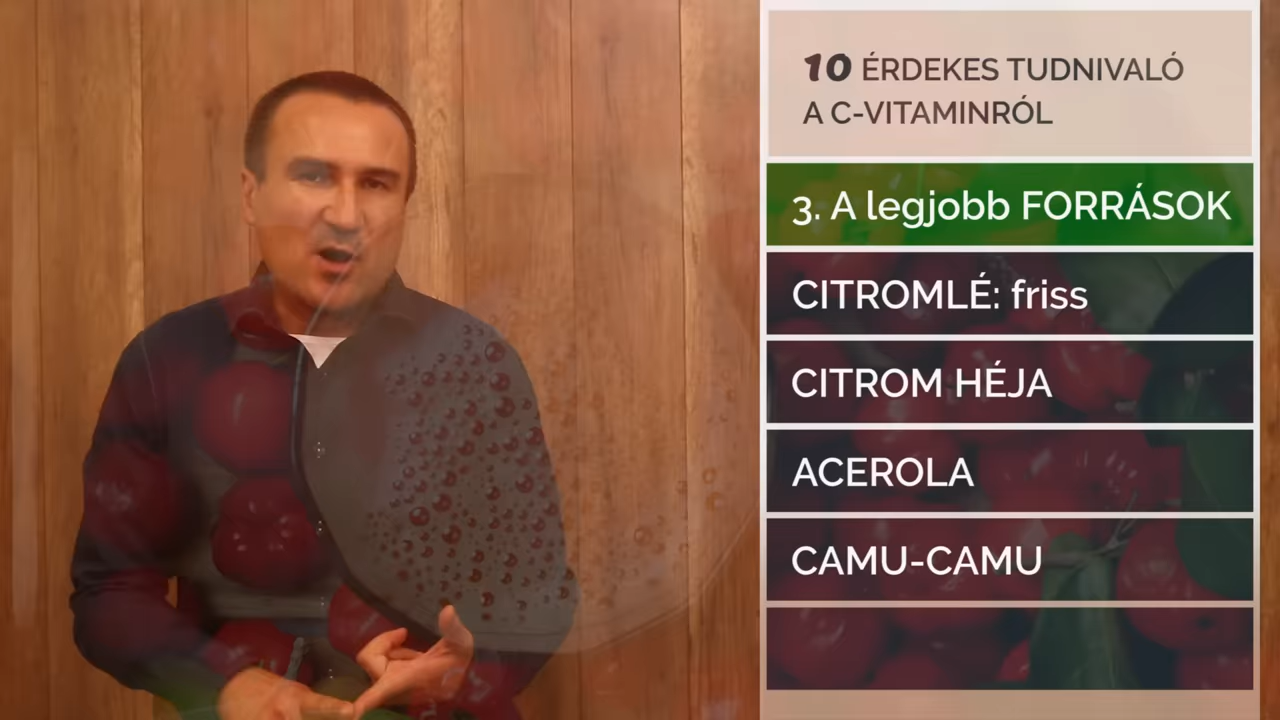 10 ÉRDEKES TUDNIVALÓ
A C-VITAMINRÓL
3. A legjobb FORRÁSOK
CITROMLÉ: friss
CITROM HÉJA
ACEROLA
CAMU-CAMU